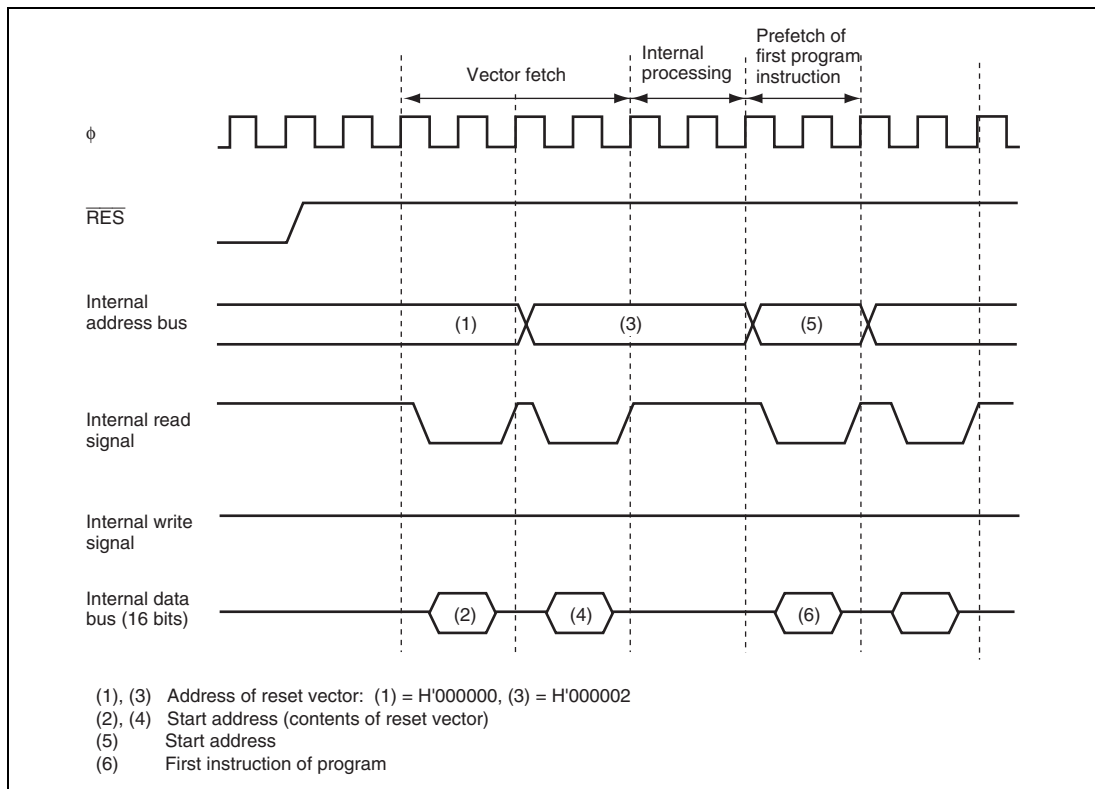 Vector fetch
Internal
processing
Prefetch of
first program
instruction
ϕ
RES
Internal
address bus
(1)
(3)
(5)
Internal read
signal
Internal write
signal
Internal data
bus (16 bits)
(2)
(4)
(6)
(1), (3) Address of reset vector: (1) = H'000000, (3) = H'000002
(2), (4) Start address (contents of reset vector)
(5) Start address
(6) First instruction of program